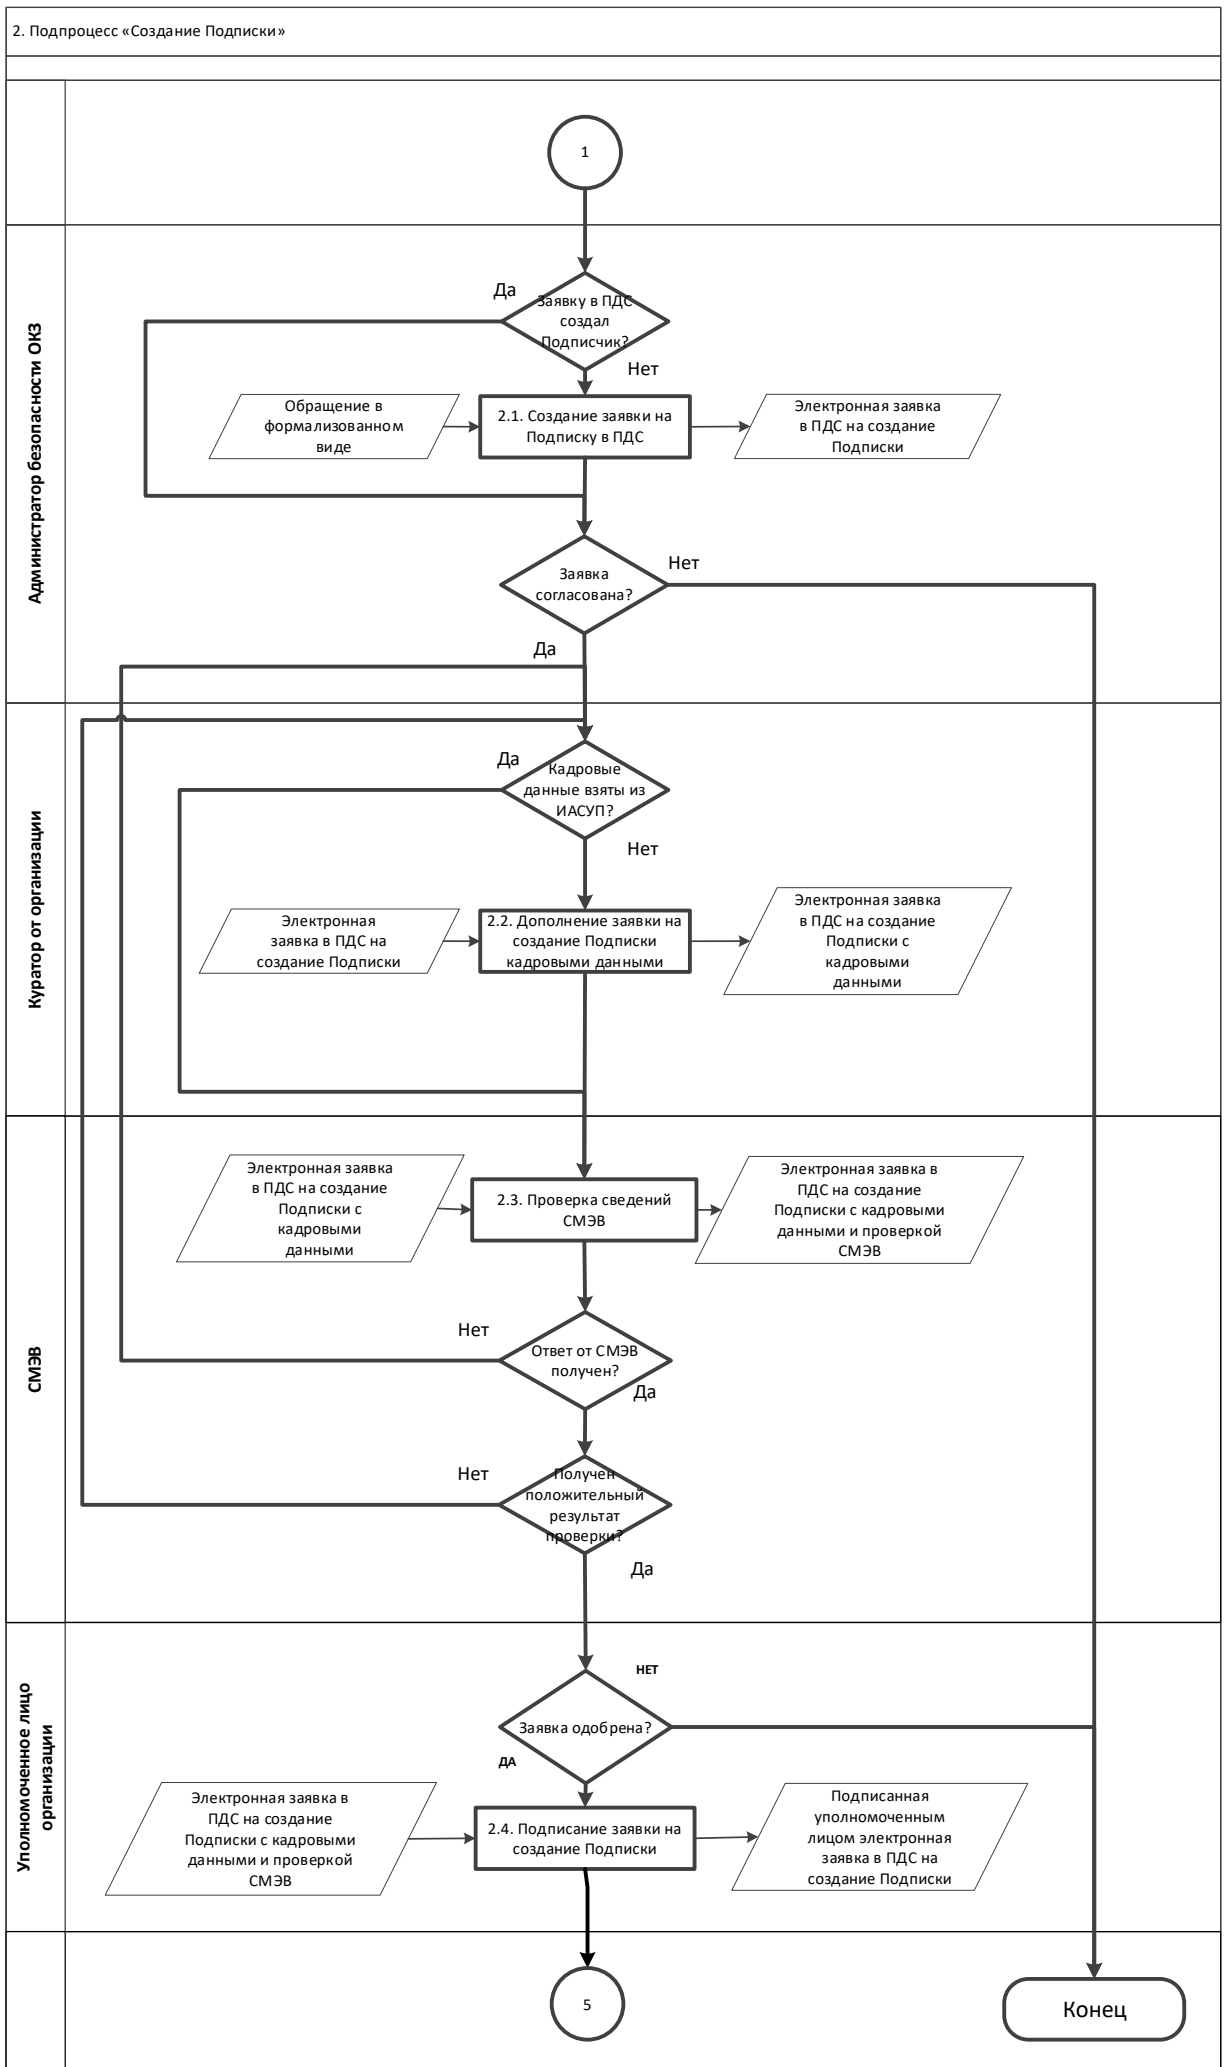 2. Подпроцесс «Создание Подписки»
1
Администратор безопасности ОКЗ
Да
Заявку в ПДС
создал
Подписчик?
Нет
Обращение в
формализованном
виде
2.1. Создание заявки на
Подписку в ПДС
Электронная заявка
в ПДС на создание
Подписки
Заявка
согласована?
Нет
Да
Куратор от организации
Да
Кадровые
данные взяты из
ИАСУП?
Нет
Электронная
заявка в ПДС на
создание Подписки
2.2. Дополнение заявки на
создание Подписки
кадровыми данными
Электронная заявка
в ПДС на создание
Подписки с
кадровыми
данными
СМЭВ
Электронная заявка
в ПДС на создание
Подписки с
кадровыми
данными
2.3. Проверка сведений
СМЭВ
Электронная заявка в
ПДС на создание
Подписки с кадровыми
данными и проверкой
СМЭВ
Нет
Ответ от СМЭВ
получен?
Да
Нет
Получен
положительный
результат
проверки?
Да
Уполномоченное лицо
организации
НЕТ
Заявка одобрена?
ДА
Электронная заявка в
ПДС на создание
Подписки с кадровыми
данными и проверкой
СМЭВ
2.4. Подписание заявки на
создание Подписки
Подписанная
уполномоченным
лицом электронная
заявка в ПДС на
создание Подписки
5
Конец